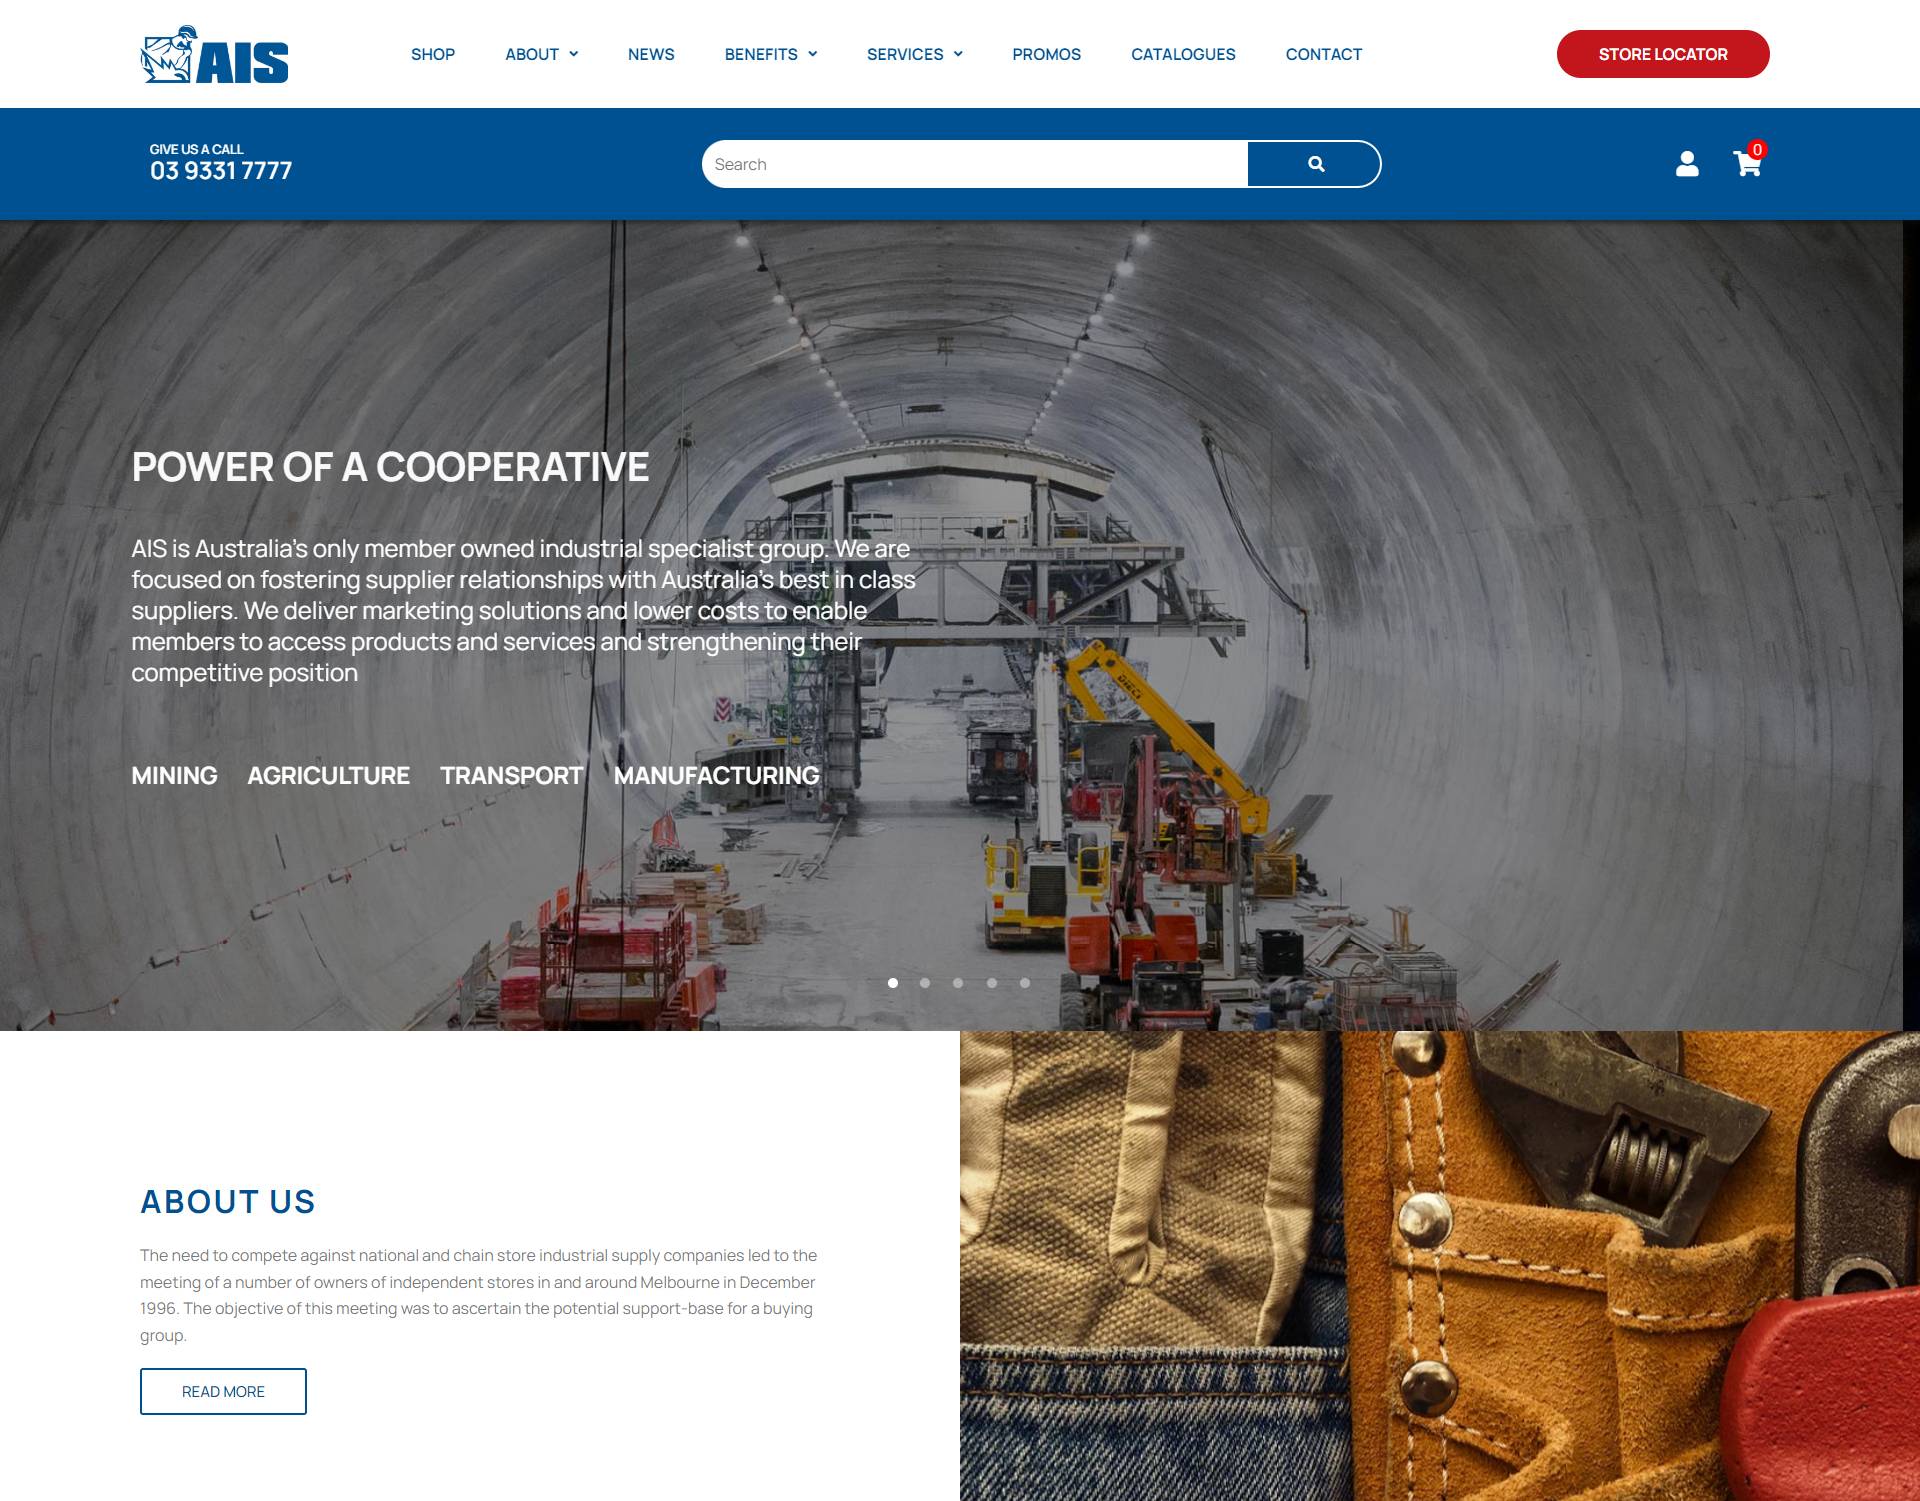 AIS
SHOP
ABOUT
NEWS
BENEFITS
SERVICES
PROMOS
CATALOGUES
CONTACT
STORE LOCATOR
GIVE US A CALL
03 9331 7777
Search
0
POWER OF A COOPERATIVE
AIS is Australia’s only member owned industrial specialist group. We are
focused on fostering supplier relationships with Australia’s best in class
suppliers. We deliver marketing solutions and lower costs to enable
members to access products and services and strengthening their
competitive position
DIECI
MINING
AGRICULTURE
TRANSPORT
MANUFACTURING
ABOUT US
The need to compete against national and chain store industrial supply companies led to the
meeting of a number of owners of independent stores in and around Melbourne in December
1996. The objective of this meeting was to ascertain the potential support-base for a buying
group.
READ MORE